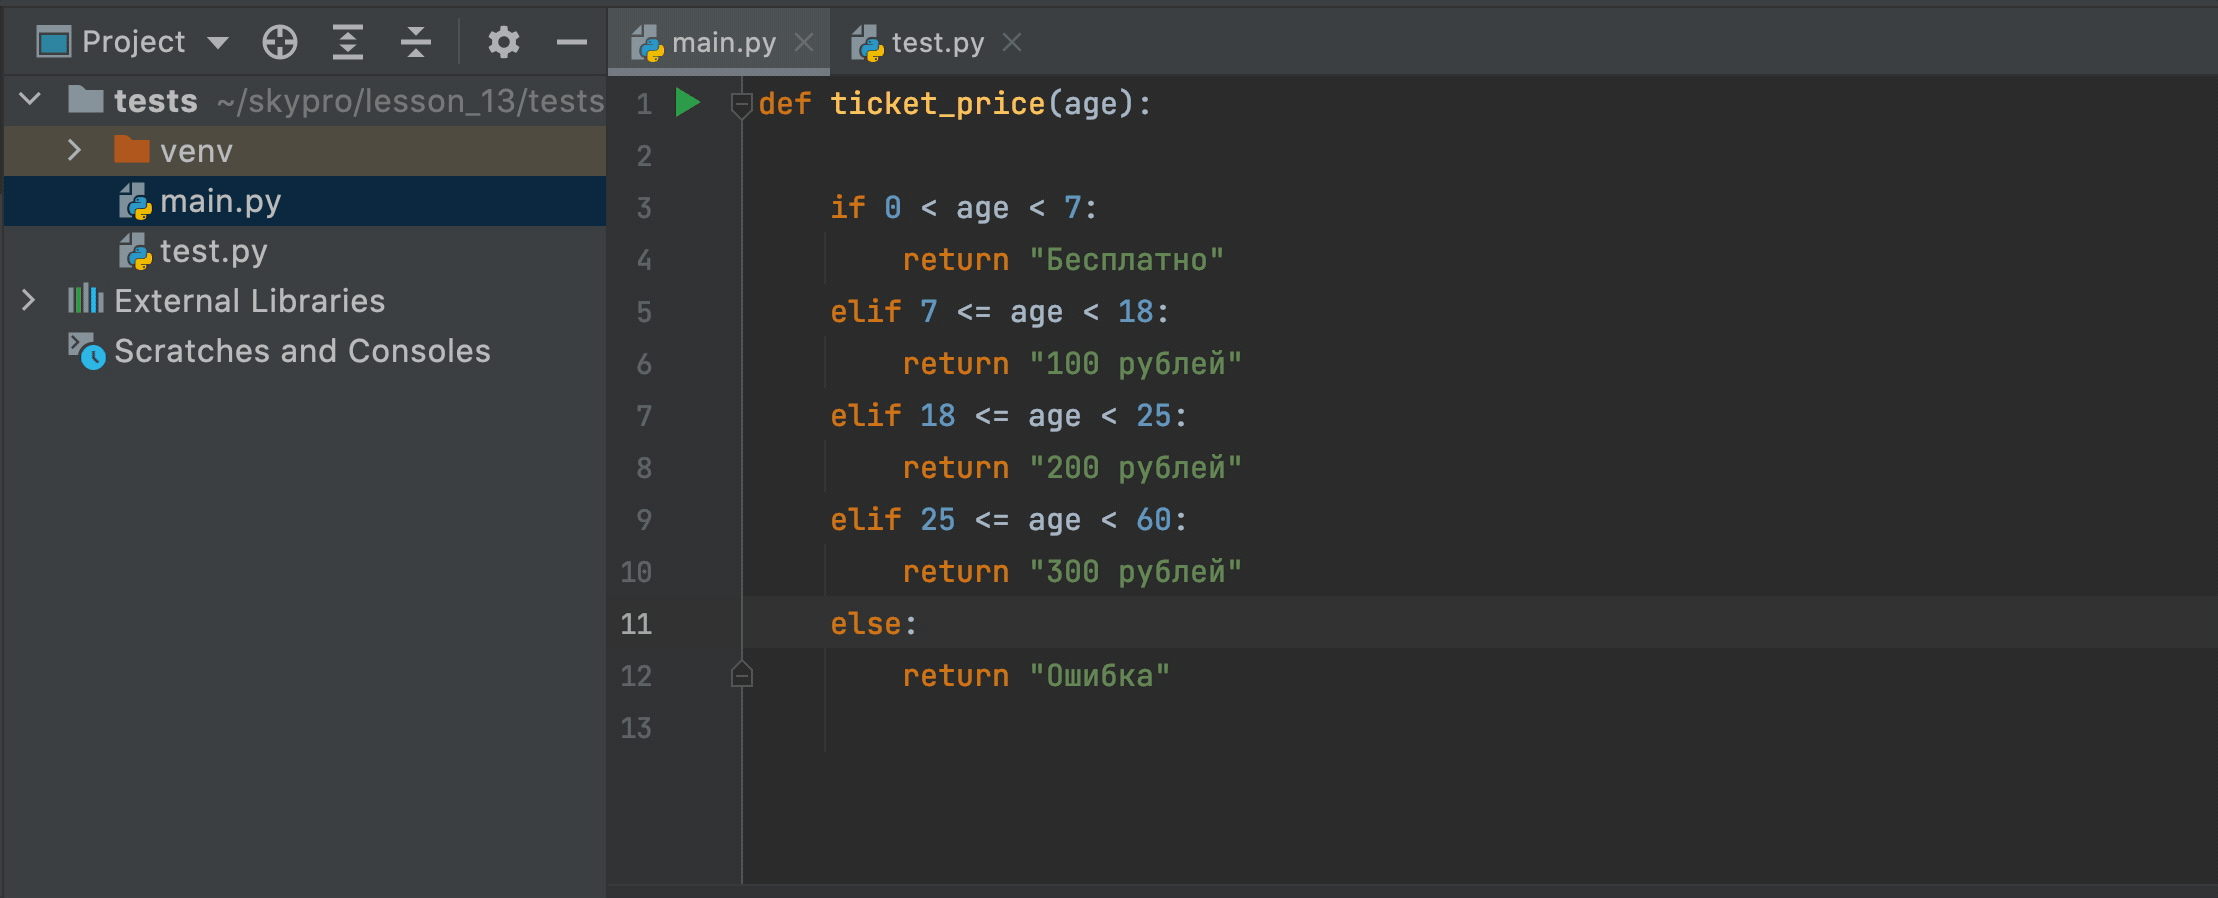 Project
main.py
test.py
tests ~/skypro/lesson_13/tests
venv
main.py
test.py
External Libraries
Scratches and Consoles
1 def ticket_price(age):
2
3 if 0 < age < 7:
4 return "Бесплатно"
5 elif 7 <= age < 18:
6 return "100 рублей"
7 elif 18 <= age < 25:
8 return "200 рублей"
9 elif 25 <= age < 60:
10 return "300 рублей"
11 else:
12 return "Ошибка"
13